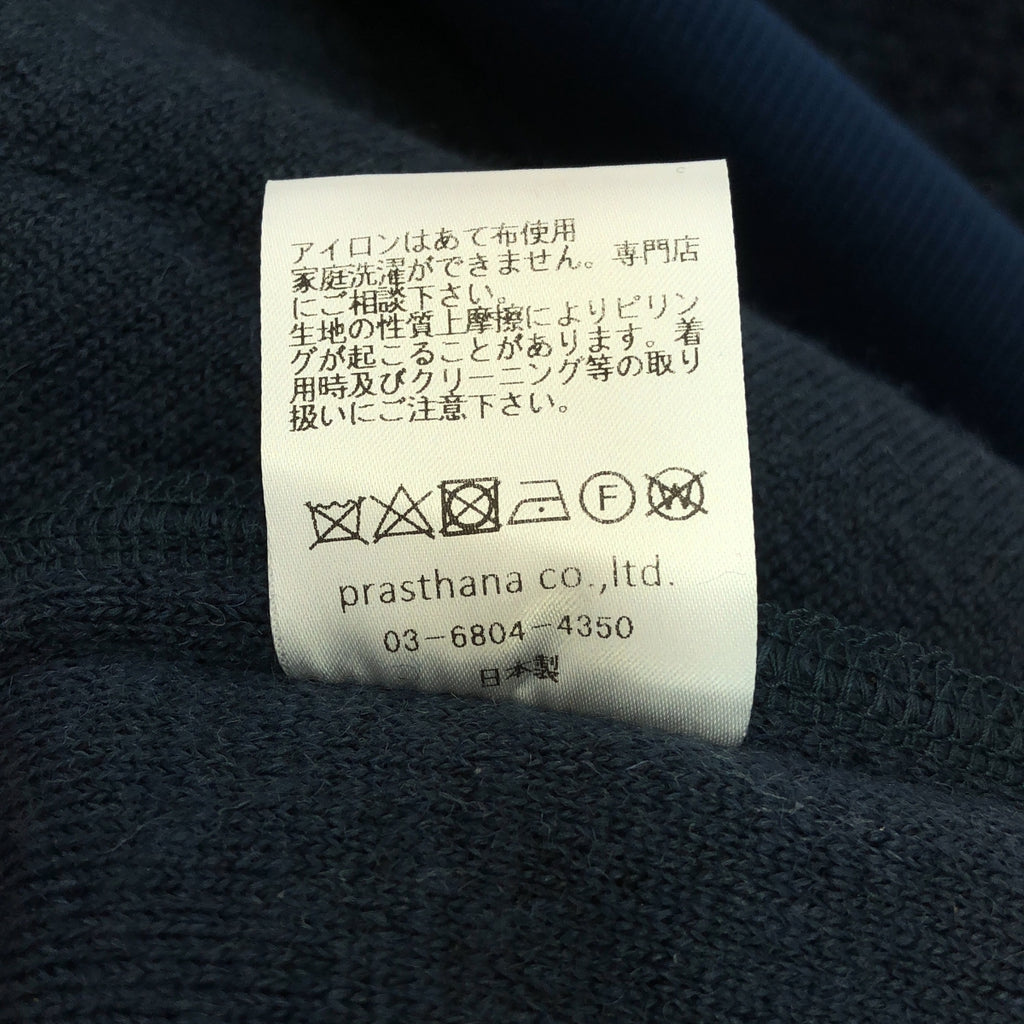 アイロンはあて布使用
家庭洗濯ができません。専門店
にご相談下さい。
生地の性質上摩擦によりピリン
グが起こることがあります。着
用時及びクリーニング等の取り
扱いにご注意下さい。
F W
prasthana co.,ltd.
03-6804-4350
日本製